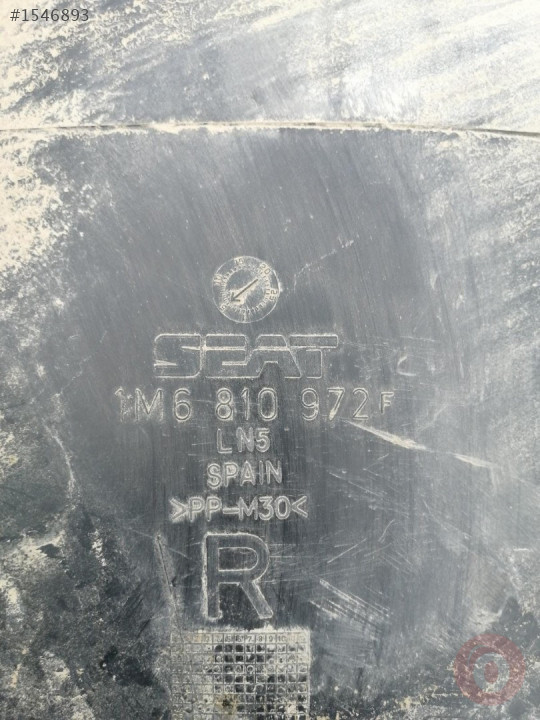 #1546893
SEAT
1M6 810 972 F
LN5
SPAIN
>PP-M30<
R